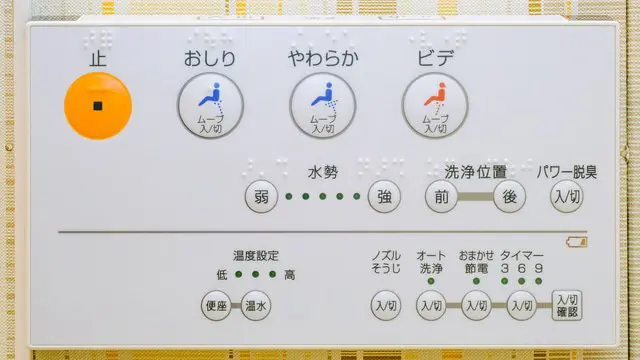 止 おしり やわらか ビデ
ムーブ 入/切 ムーブ 入/切 ムーブ 入/切
水勢 洗浄位置 パワー脱臭
弱 強 前 後 入/切
温度設定 ノズル そうじ オート 洗浄 おまかせ 節電 タイマー 3 6 9
低 高
便座 温水 入/切 入/切 入/切 入/切 入/切 確認